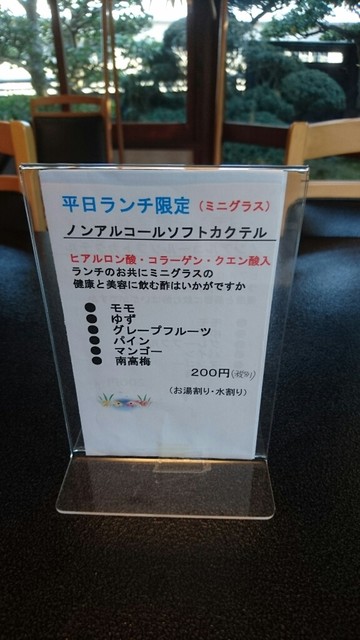 平日ランチ限定（ミニグラス）
ノンアルコールソフトカクテル
ヒアルロン酸・コラーゲン・クエン酸入
ランチのお共にミニグラスの
健康と美容に飲む酢はいかがですか
● モモ
● ゆず
● グレープフルーツ
● パイン
● マンゴー
● 南高梅
200円(税別)
（お湯割り・水割り）